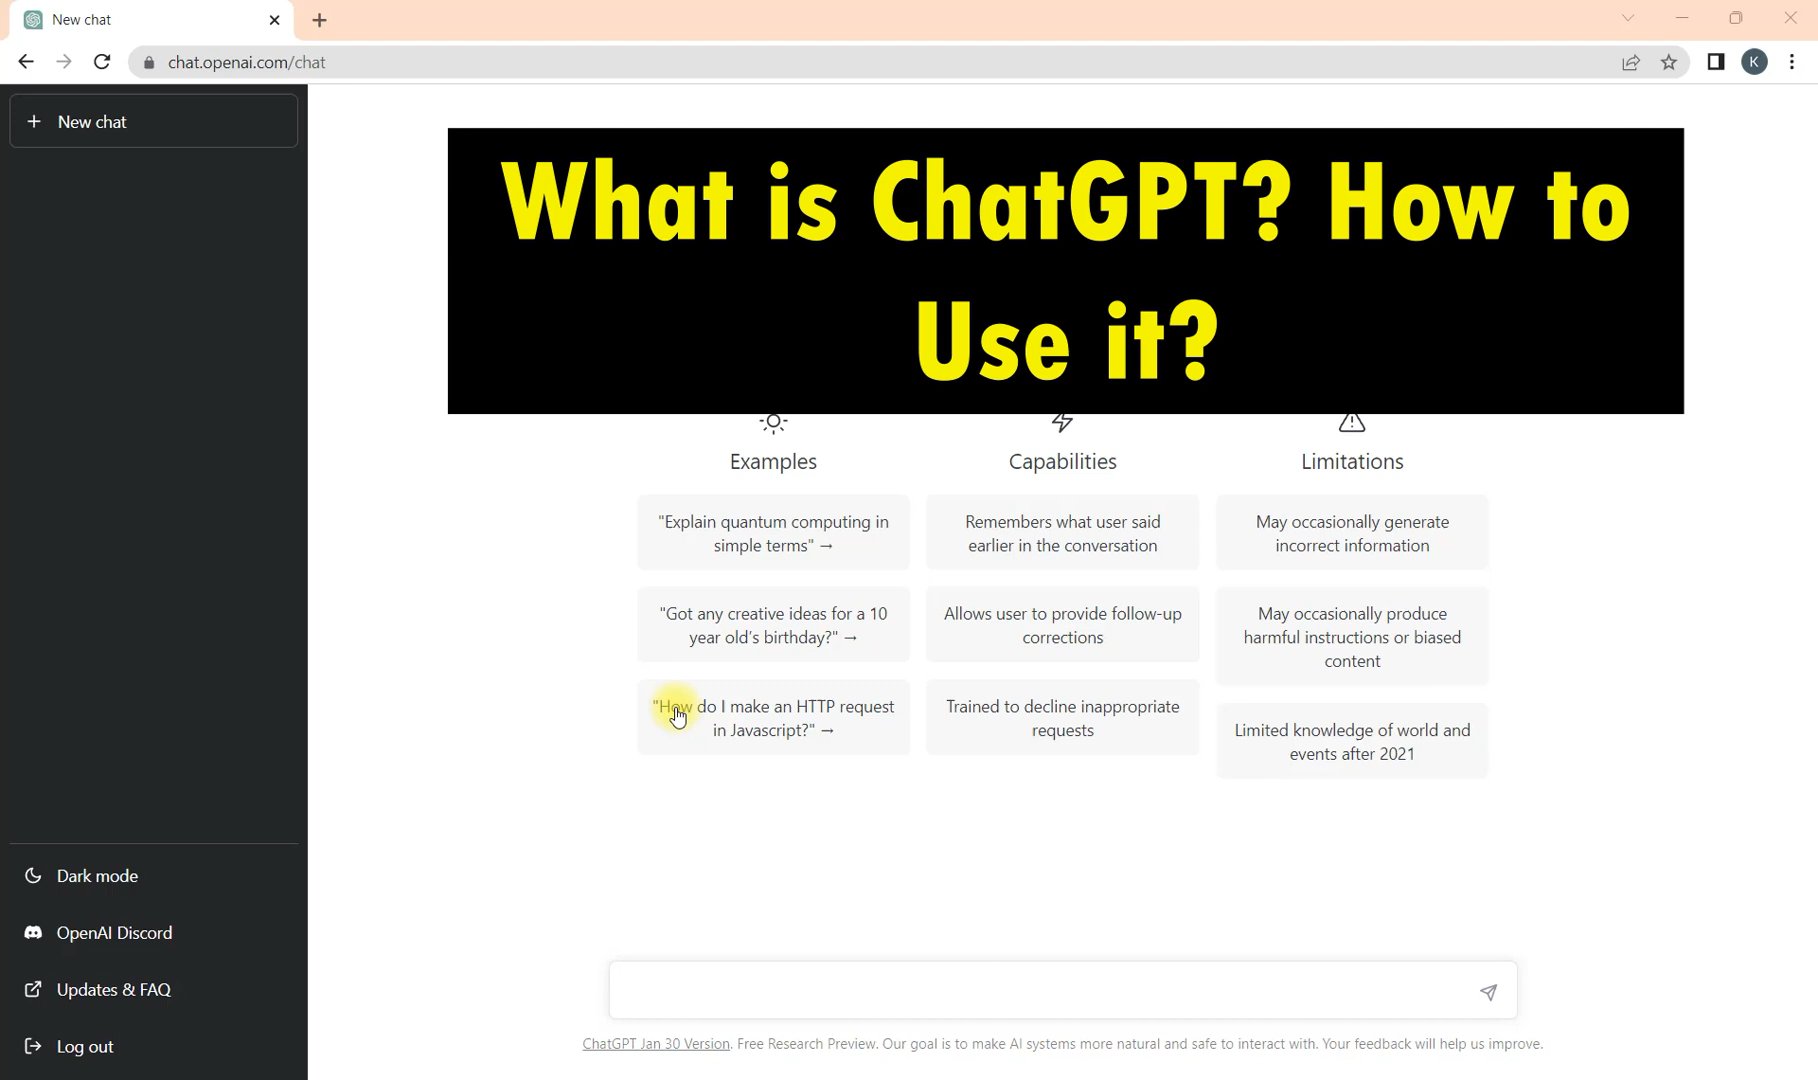 New chat
chat.openai.com/chat
K
New chat
What is ChatGPT? How to
Use it?
Examples
Capabilities
Limitations
"Explain quantum computing in
simple terms" →
Remembers what user said
earlier in the conversation
May occasionally generate
incorrect information
"Got any creative ideas for a 10
year old's birthday?" →
Allows user to provide follow-up
corrections
May occasionally produce
harmful instructions or biased
content
"How do I make an HTTP request
in Javascript?" →
Trained to decline inappropriate
requests
Limited knowledge of world and
events after 2021
Dark mode
OpenAI Discord
Updates & FAQ
Log out
ChatGPT Jan 30 Version. Free Research Preview. Our goal is to make AI systems more natural and safe to interact with. Your feedback will help us improve.